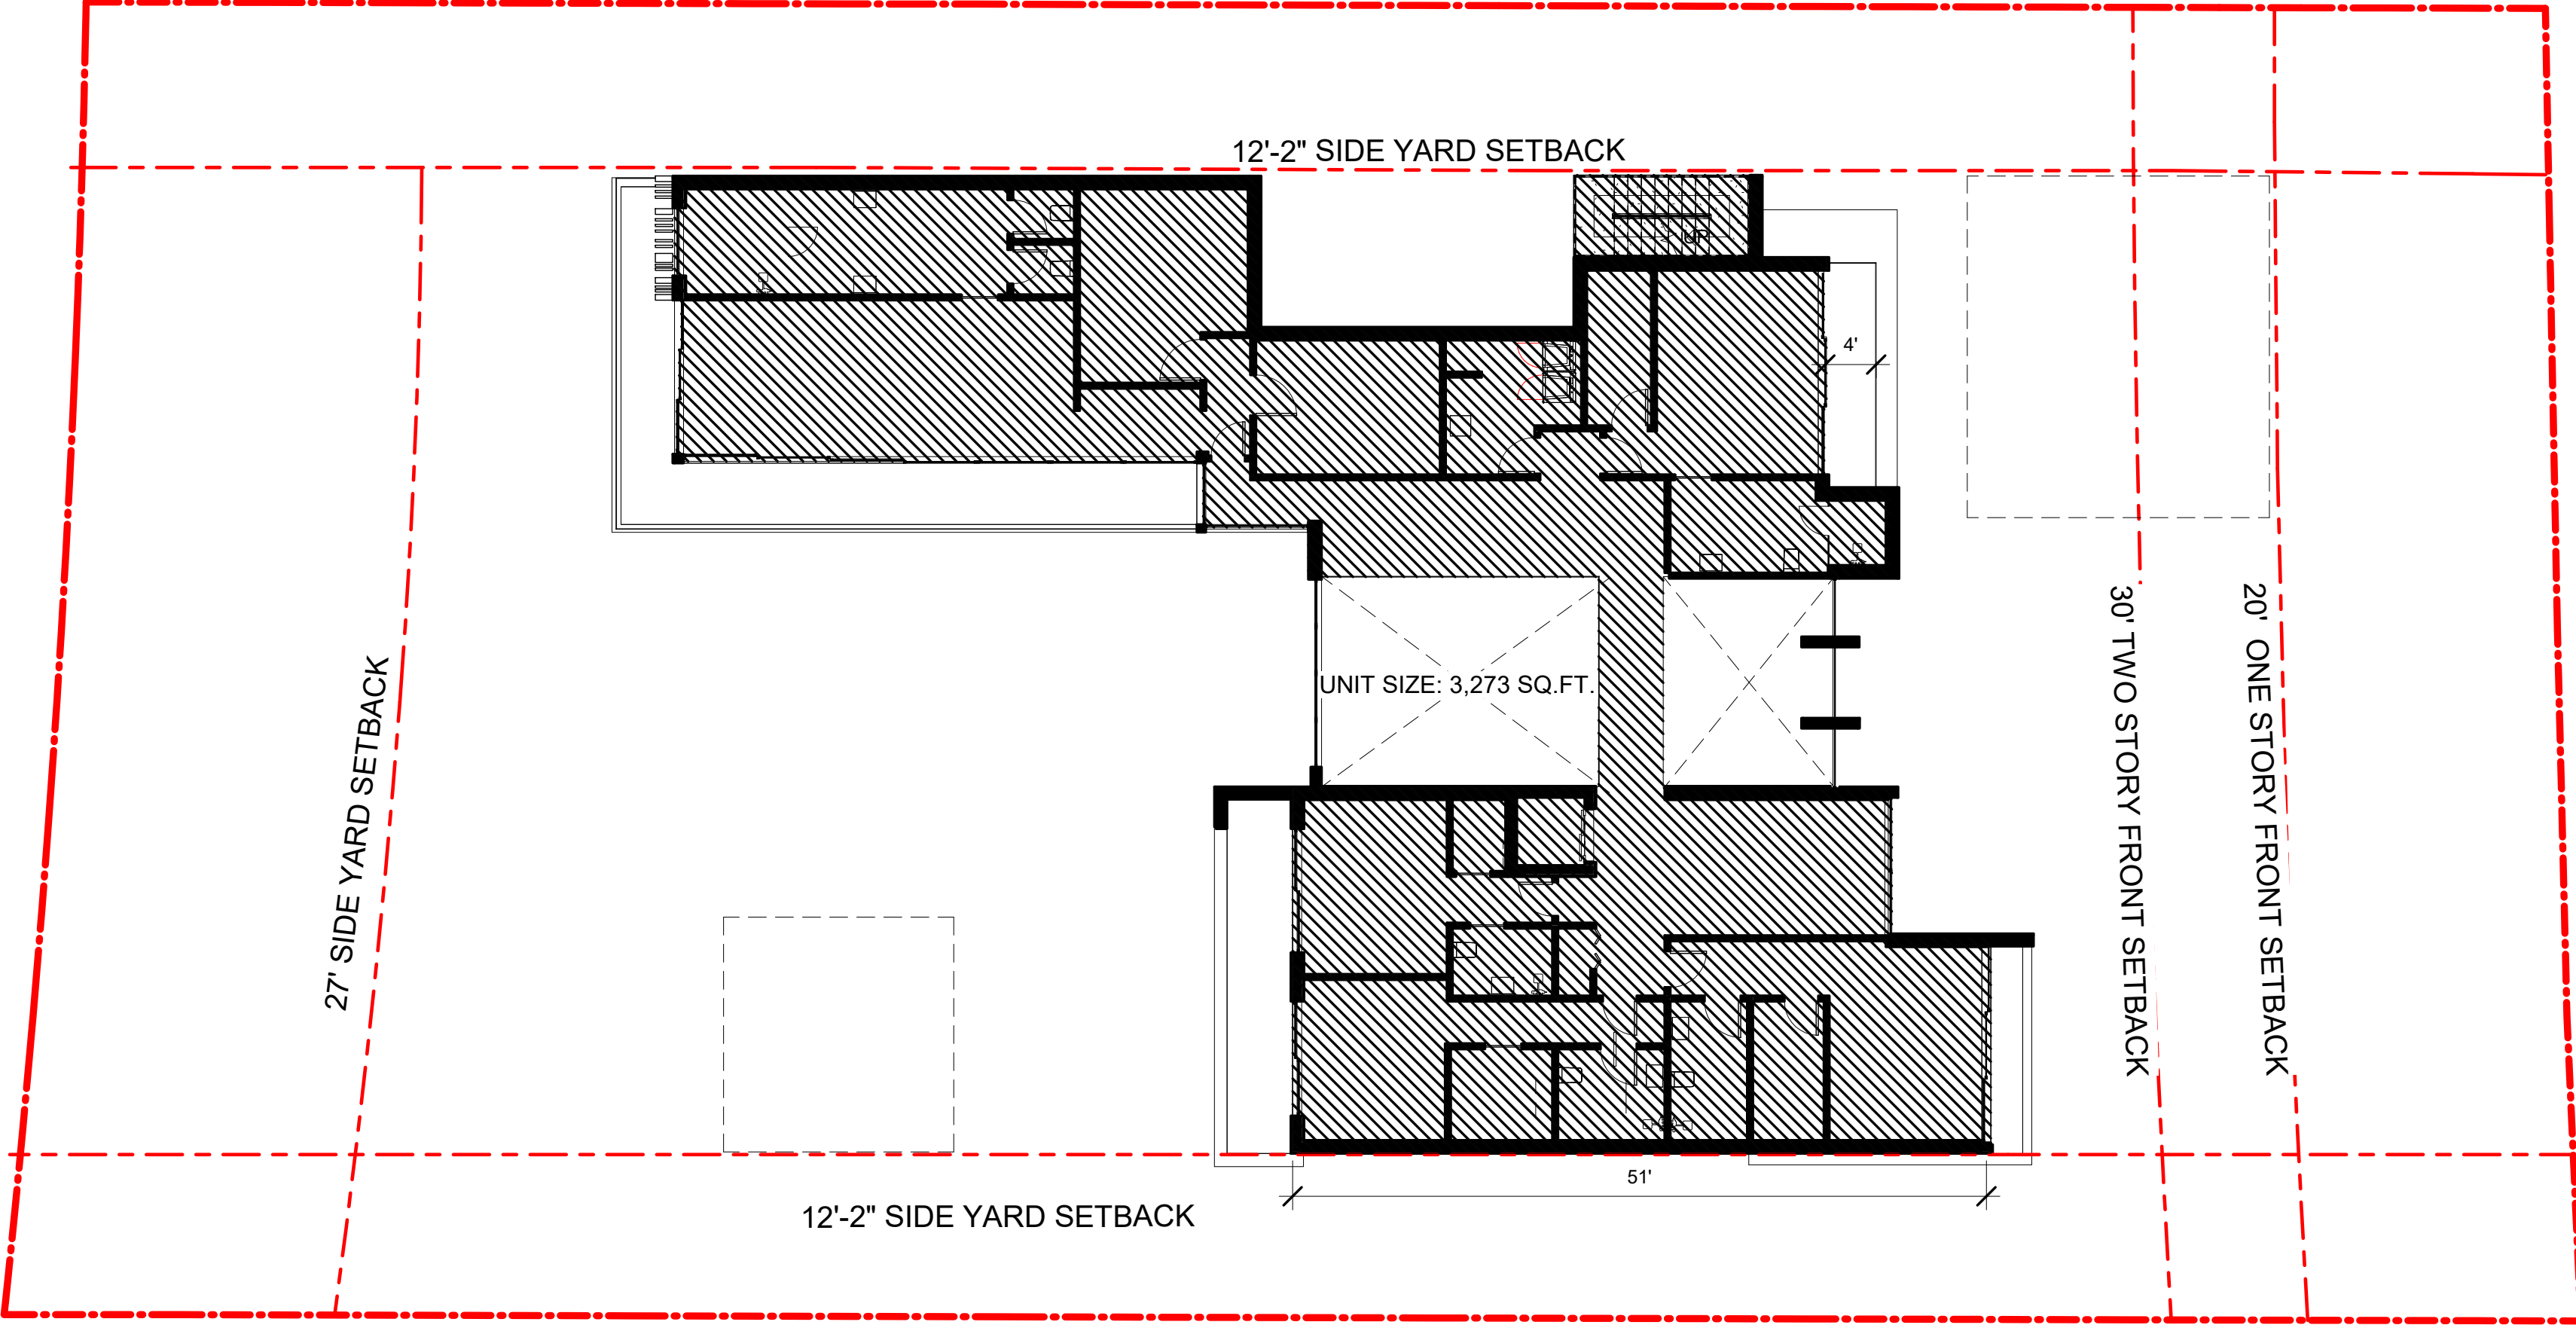 12'-2" SIDE YARD SETBACK
UP
4'
27' SIDE YARD SETBACK
UNIT SIZE: 3,273 SQ.FT.
30' TWO STORY FRONT SETBACK
20' ONE STORY FRONT SETBACK
51'
12'-2" SIDE YARD SETBACK